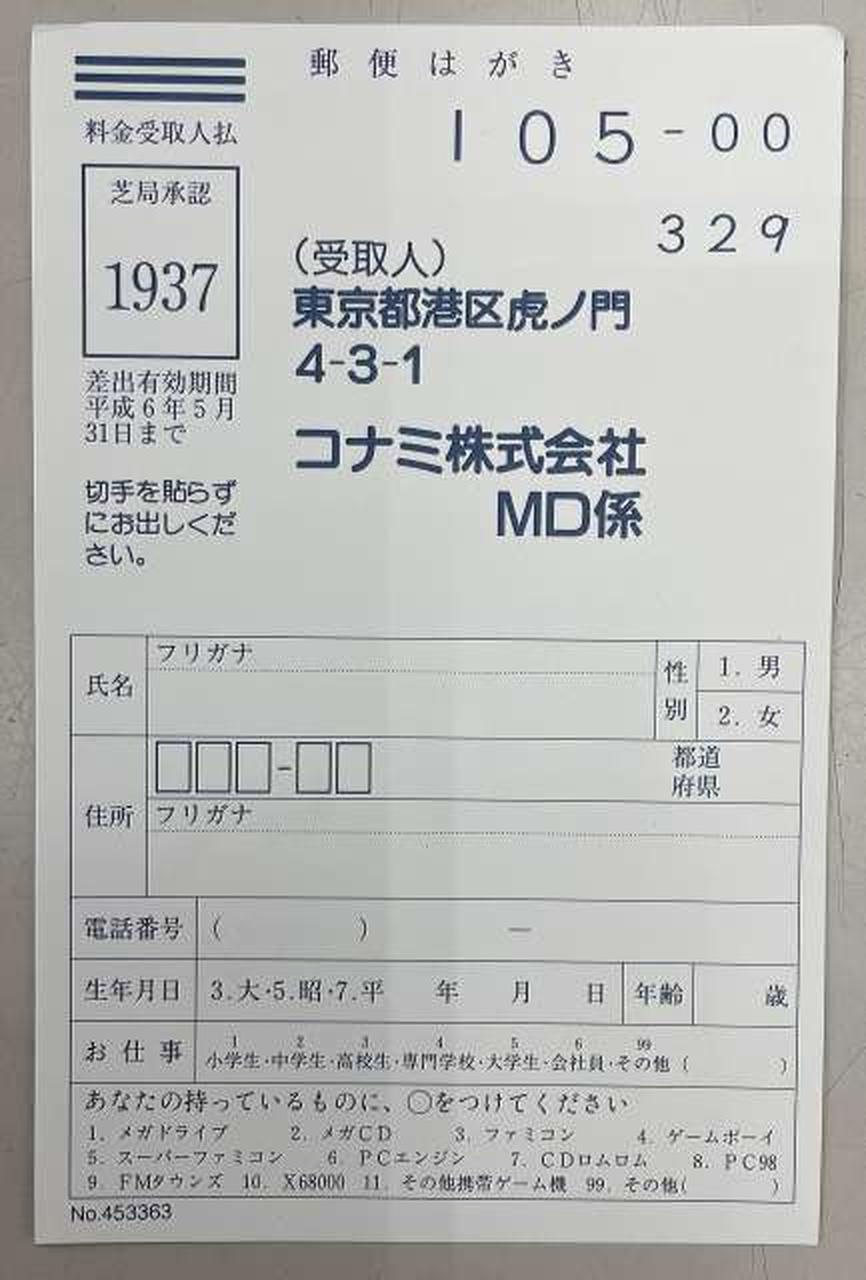 郵便はがき
料金受取人払
芝局承認
1937
差出有効期間
平成6年5月
31日まで
切手を貼らず
にお出しくだ
さい。
105-00
329
(受取人)
東京都港区虎ノ門
4-3-1
コナミ株式会社
MD係
氏名
フリガナ
性別
1. 男
2. 女
住所
□□□-□□
都道
府県
フリガナ
電話番号 ( ) ―
生年月日 3.大・5.昭・7.平 年 月 日 年齢 歳
お仕事
1 2 3 4 5 6 99
小学生・中学生・高校生・専門学校・大学生・会社員・その他 ( )
あなたの持っているものに、○をつけてください
1. メガドライブ 2. メガCD 3. ファミコン 4. ゲームボーイ
5. スーパーファミコン 6. PCエンジン 7. CDロムロム 8. PC98
9. FMタウンズ 10. X68000 11. その他携帯ゲーム機 99. その他( )
No.453363